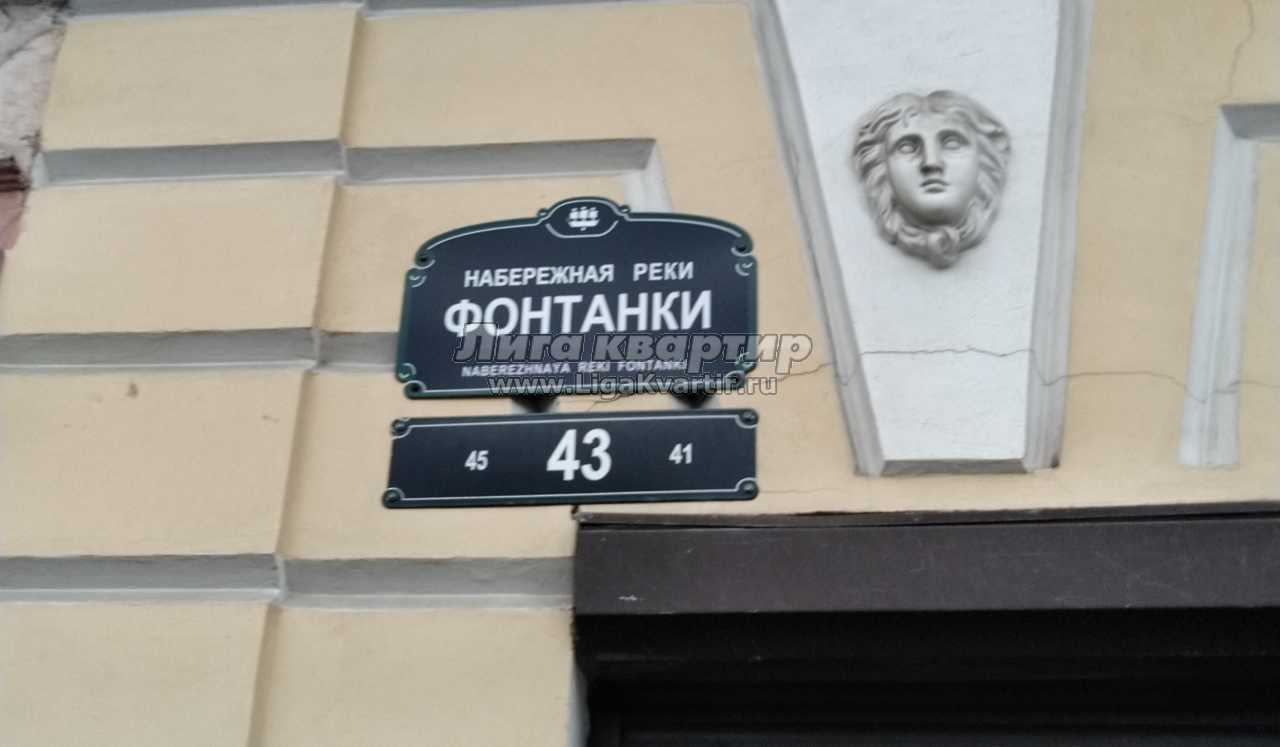 НАБЕРЕЖНАЯ РЕКИ
ФОНТАНКИ
Лига квартир
NABEREZHNAYA REKI FONTANKI
www.LigaKvartir.ru
45 43 41